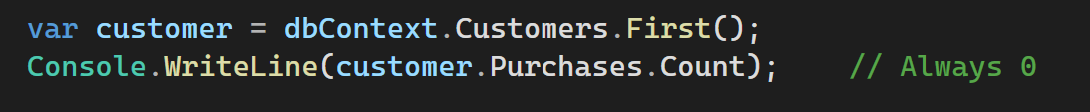 var customer = dbContext.Customers.First();
Console.WriteLine(customer.Purchases.Count);    // Always 0